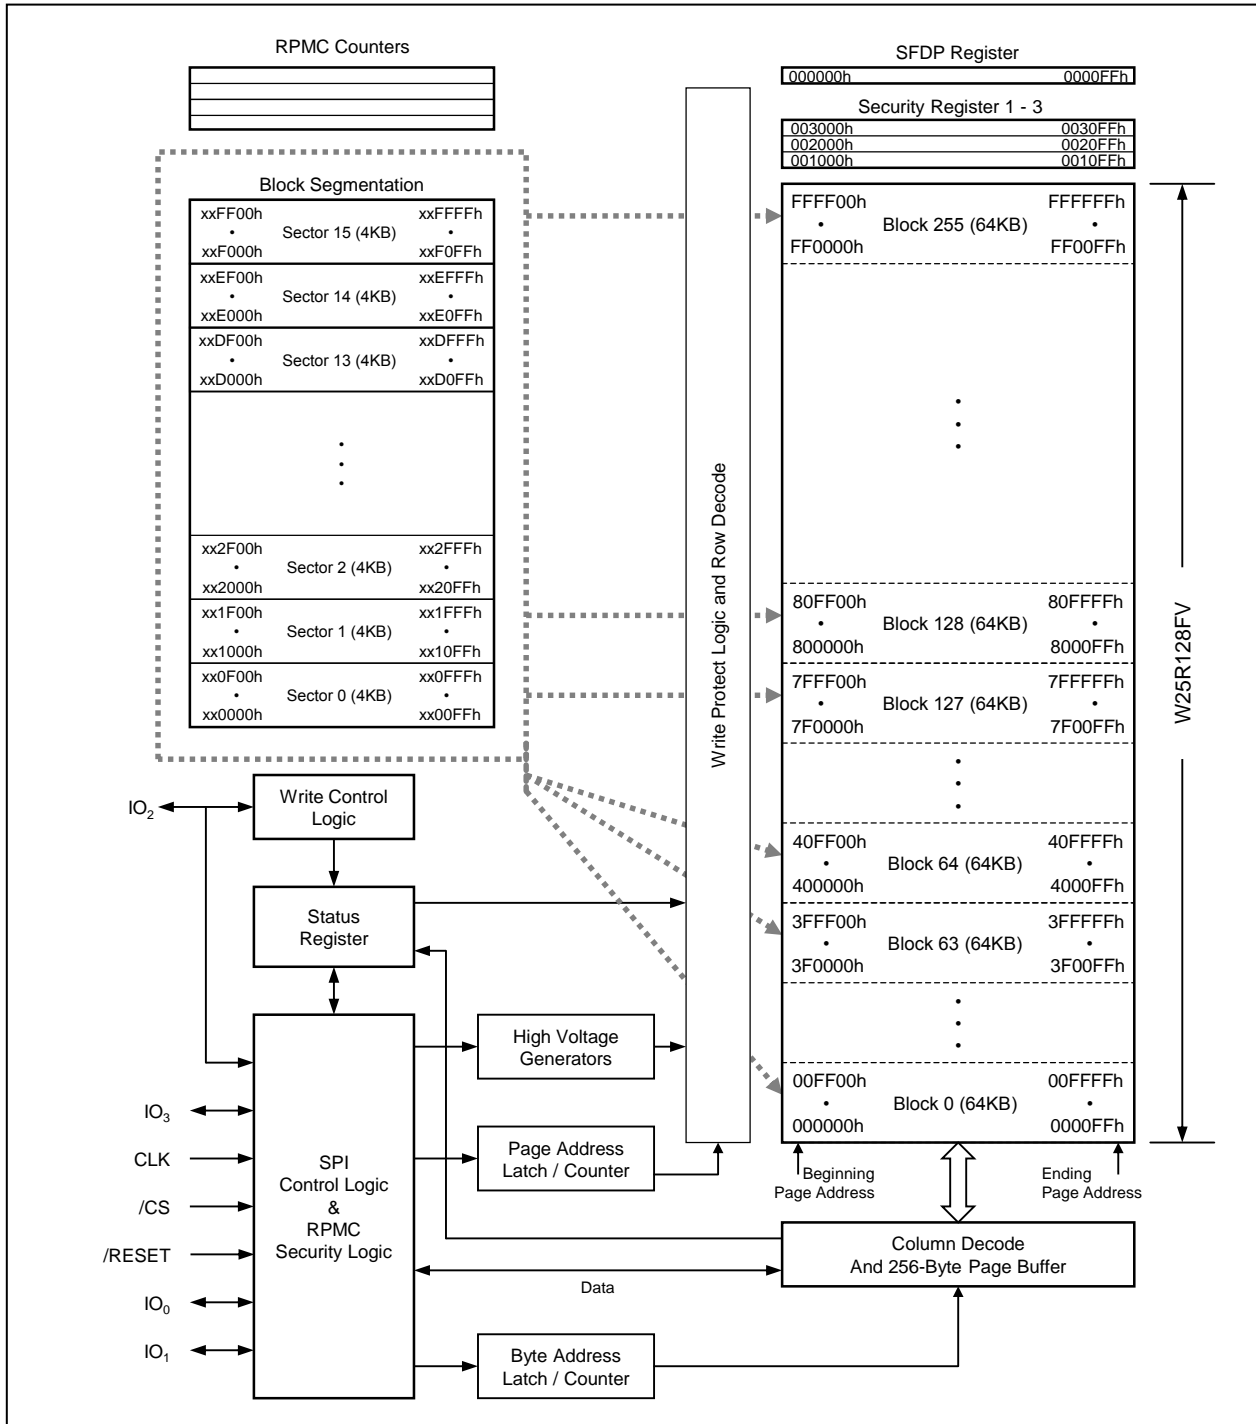 RPMC Counters
SFDP Register
000000h 0000FFh
Security Register 1 - 3
003000h 0030FFh
002000h 0020FFh
001000h 0010FFh
Block Segmentation
xxFF00h xxFFFFh
• Sector 15 (4KB) •
xxF000h xxF0FFh
xxEF00h xxEFFFh
• Sector 14 (4KB) •
xxE000h xxE0FFh
xxDF00h xxDFFFh
• Sector 13 (4KB) •
xxD000h xxD0FFh
xx2F00h xx2FFFh
• Sector 2 (4KB) •
xx2000h xx20FFh
xx1F00h xx1FFFh
• Sector 1 (4KB) •
xx1000h xx10FFh
xx0F00h xx0FFFh
• Sector 0 (4KB) •
xx0000h xx00FFh
Write Protect Logic and Row Decode
FFFF00h FFFFFFh
• Block 255 (64KB) •
FF0000h FF00FFh
80FF00h 80FFFFh
• Block 128 (64KB) •
800000h 8000FFh
7FFF00h 7FFFFFh
• Block 127 (64KB) •
7F0000h 7F00FFh
40FF00h 40FFFFh
• Block 64 (64KB) •
400000h 4000FFh
3FFF00h 3FFFFFh
• Block 63 (64KB) •
3F0000h 3F00FFh
00FF00h 00FFFFh
• Block 0 (64KB) •
000000h 0000FFh
W25R128FV
Beginning
Page Address
Ending
Page Address
IO2
Write Control
Logic
Status
Register
High Voltage
Generators
Page Address
Latch / Counter
IO3
CLK
/CS
/RESET
IO0
IO1
SPI
Control Logic
&
RPMC
Security Logic
Column Decode
And 256-Byte Page Buffer
Data
Byte Address
Latch / Counter